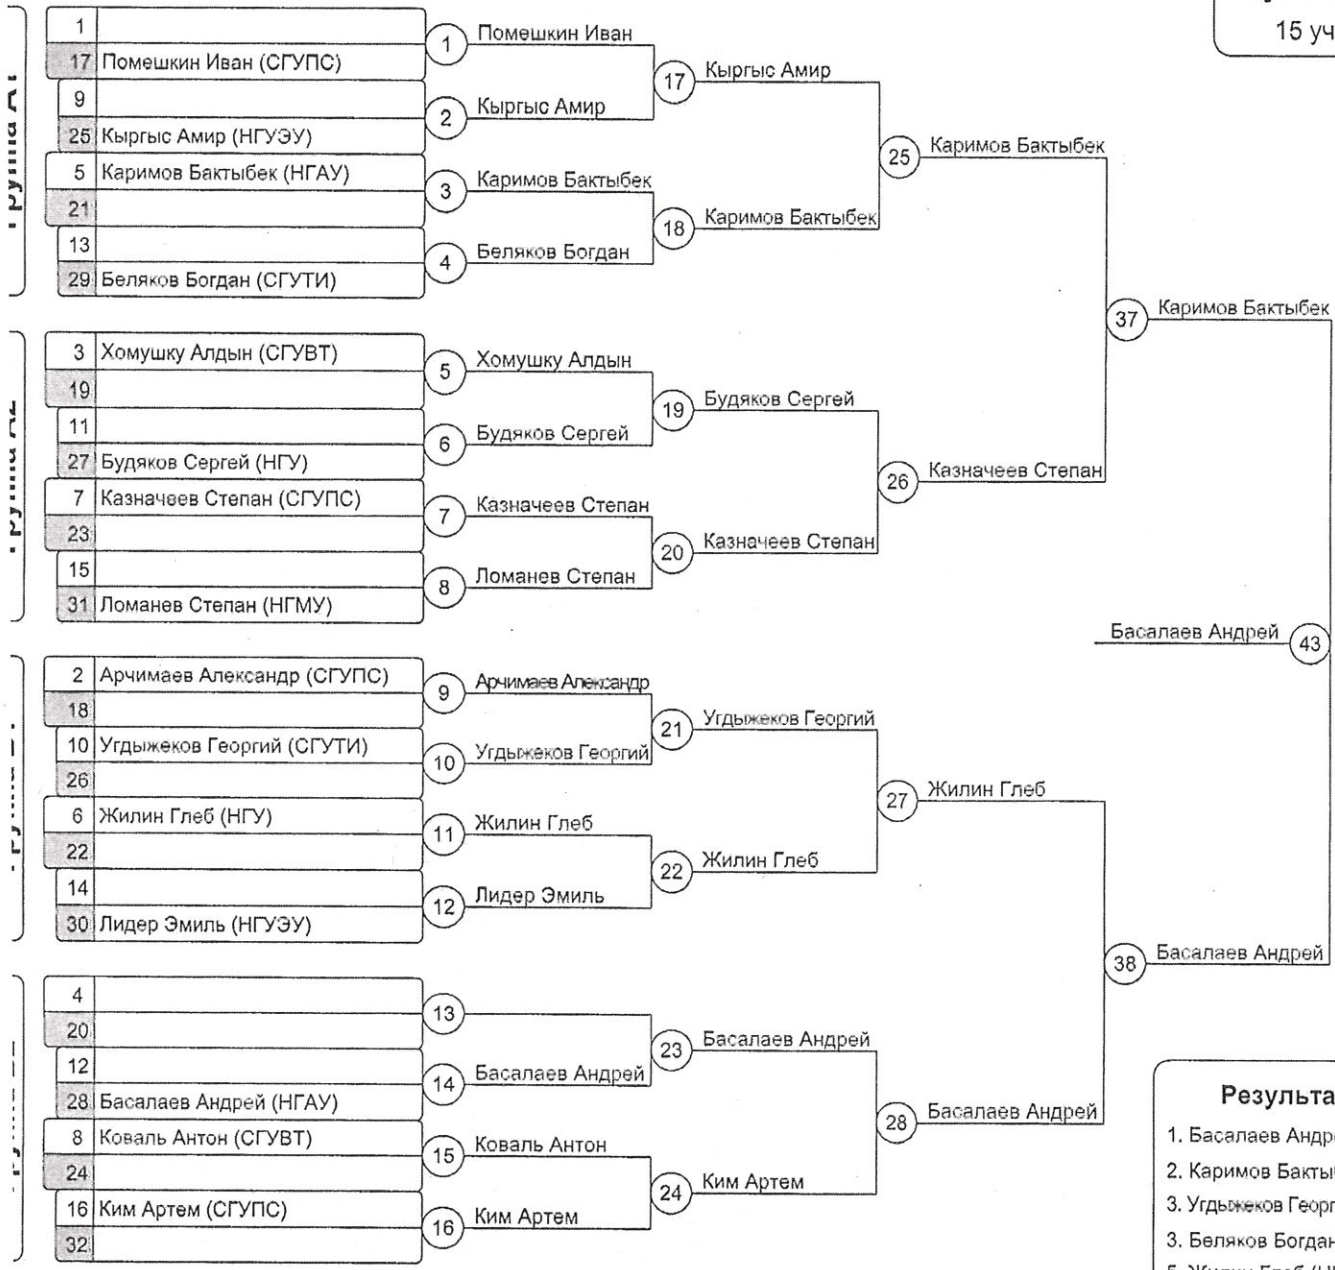 15 уч
1
17 Помешкин Иван (СГУПС)
9
25 Кыргыс Амир (НГУЭУ)
5 Каримов Бактыбек (НГАУ)
21
13
29 Беляков Богдан (СГУТИ)
3 Хомушку Алдын (СГУВТ)
19
11
27 Будяков Сергей (НГУ)
7 Казначеев Степан (СГУПС)
23
15
31 Ломанев Степан (НГМУ)
2 Арчимаев Александр (СГУПС)
18
10 Угдыжеков Георгий (СГУТИ)
26
6 Жилин Глеб (НГУ)
22
14
30 Лидер Эмиль (НГУЭУ)
4
20
12
28 Басалаев Андрей (НГАУ)
8 Коваль Антон (СГУВТ)
24
16 Ким Артем (СГУПС)
32
1 Помешкин Иван
2 Кыргыс Амир
3 Каримов Бактыбек
4 Беляков Богдан
5 Хомушку Алдын
6 Будяков Сергей
7 Казначеев Степан
8 Ломанев Степан
9 Арчимаев Александр
10 Угдыжеков Георгий
11 Жилин Глеб
12 Лидер Эмиль
13
14 Басалаев Андрей
15 Коваль Антон
16 Ким Артем
17 Кыргыс Амир
18 Каримов Бактыбек
19 Будяков Сергей
20 Казначеев Степан
21 Угдыжеков Георгий
22 Жилин Глеб
23 Басалаев Андрей
24 Ким Артем
25 Каримов Бактыбек
26 Казначеев Степан
27 Жилин Глеб
28 Басалаев Андрей
37 Каримов Бактыбек
38 Басалаев Андрей
Басалаев Андрей 43
Результа
1. Басалаев Андр
2. Каримов Бакты
3. Угдыжеков Геор
3. Беляков Богдан